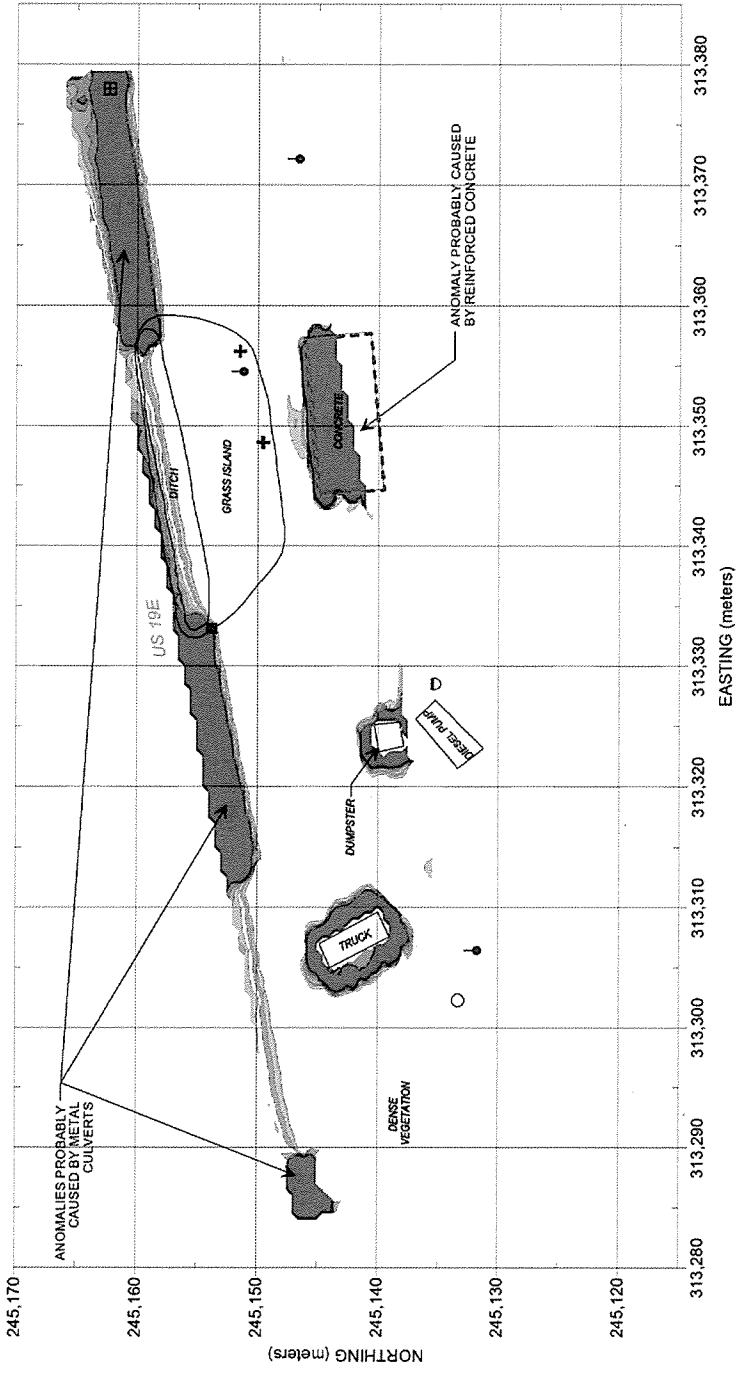 ANOMALIES PROBABLY
CAUSED BY METAL
CULVERTS
US 19E
DITCH
GRASS ISLAND
CONCRETE
ANOMALY PROBABLY CAUSED
BY REINFORCED CONCRETE
DENSE
VEGETATION
TRUCK
DUMPSTER
DIESEL PUMP
NORTHING (meters)
245,170
245,160
245,150
245,140
245,130
245,120
313,280
313,290
313,300
313,310
313,320
313,330
313,340
313,350
313,360
313,370
313,380
EASTING (meters)